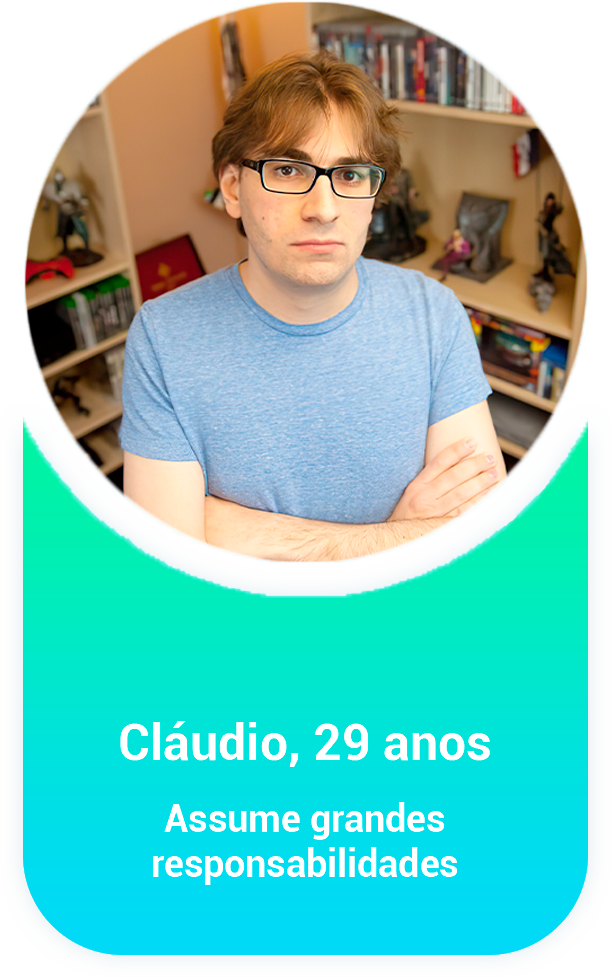 Cláudio, 29 anos
Assume grandes
responsabilidades